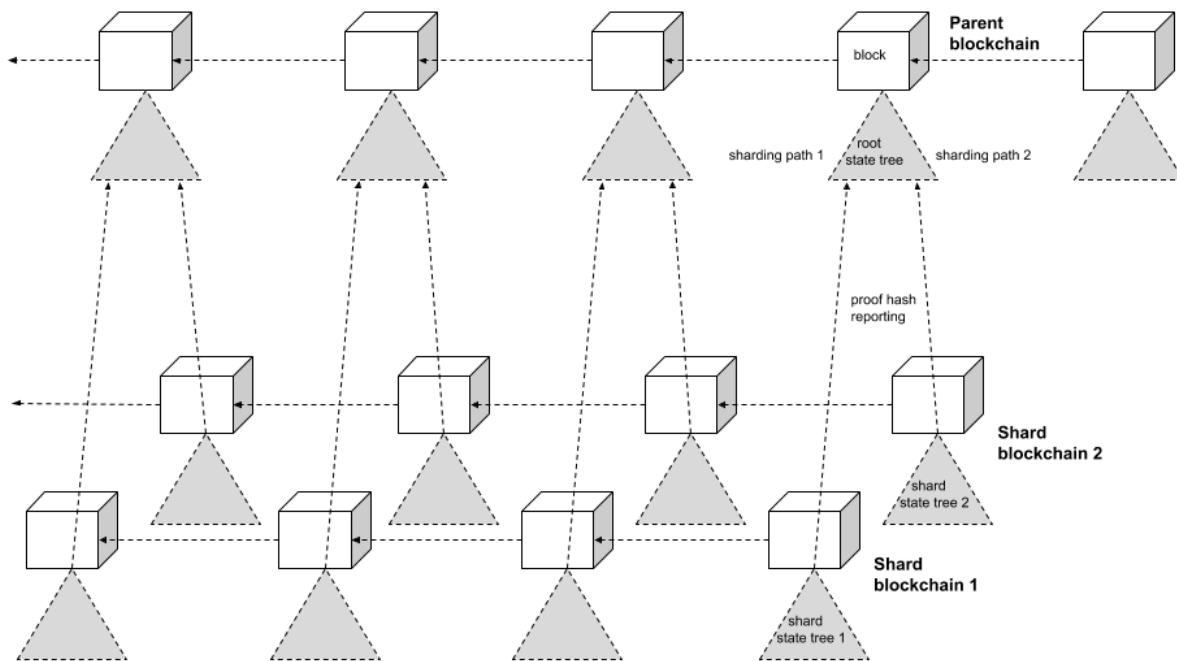 Parent
blockchain
block
root
state tree
sharding path 1
sharding path 2
proof hash
reporting
Shard
blockchain 2
shard
state tree 2
Shard
blockchain 1
shard
state tree 1